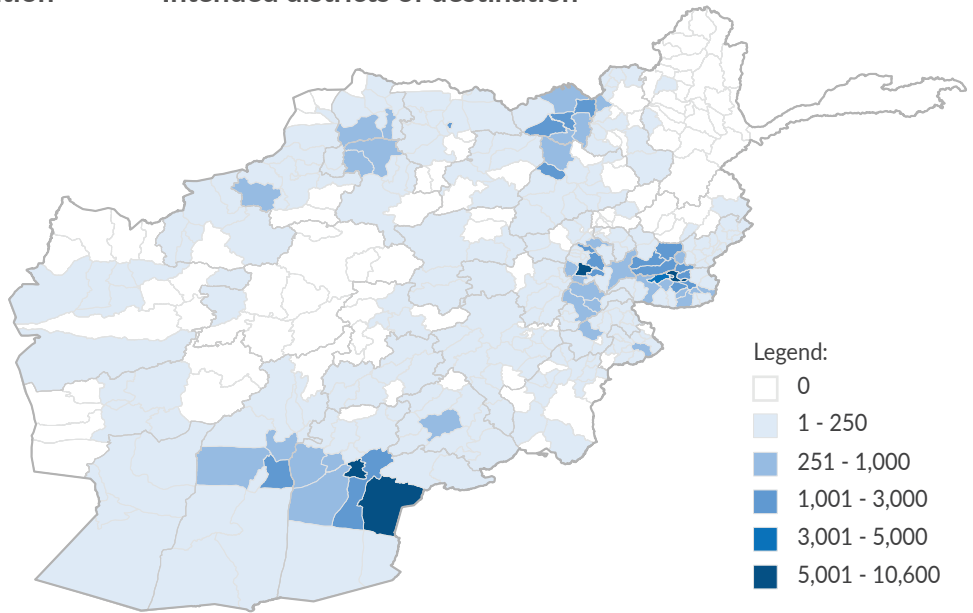 Intended districts of destination
Legend:
0
1 - 250
251 - 1,000
1,001 - 3,000
3,001 - 5,000
5,001 - 10,600